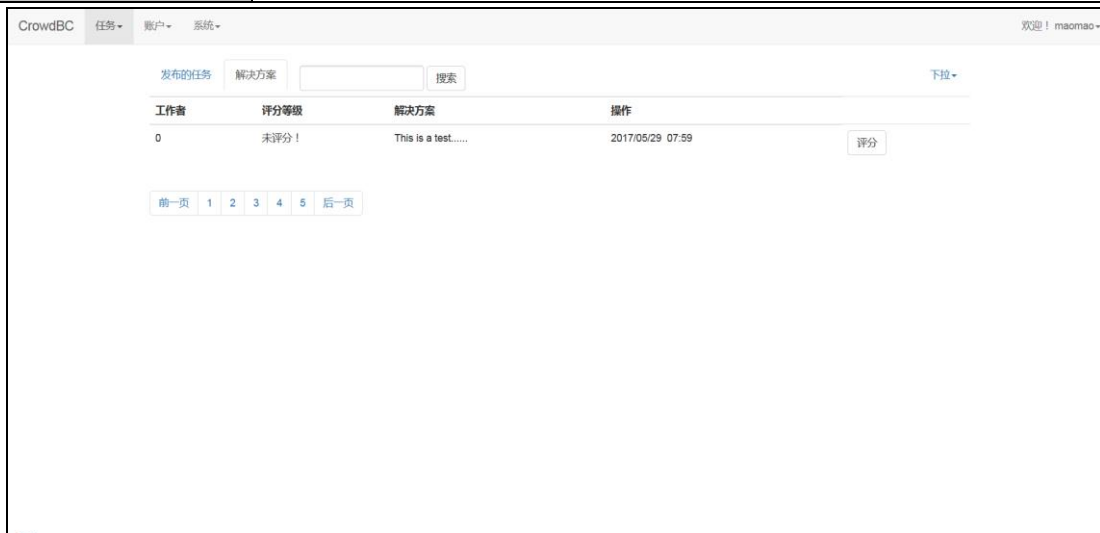 CrowdBC 任务 账户 系统 欢迎！ maomao
发布的任务 解决方案 搜索 下拉
工作者 评分等级 解决方案 操作
0 未评分！ This is a test...... 2017/05/29 07:59 评分
前一页 1 2 3 4 5 后一页